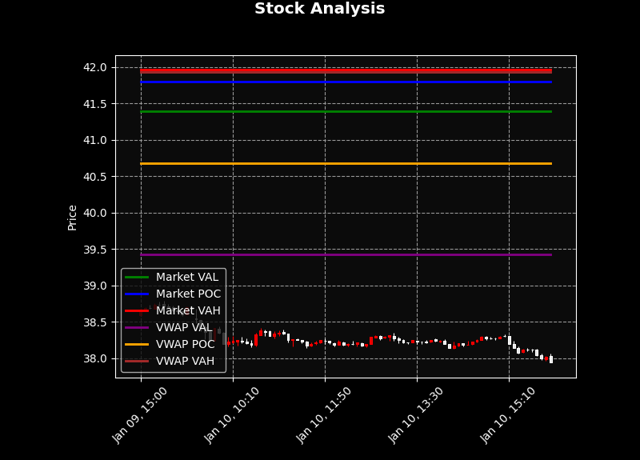 Stock Analysis
Price
42.0
41.5
41.0
40.5
40.0
39.5
39.0
38.5
38.0
Market VAL
Market POC
Market VAH
VWAP VAL
VWAP POC
VWAP VAH
Jan 09, 15:00
Jan 10, 10:10
Jan 10, 11:50
Jan 10, 13:30
Jan 10, 15:10